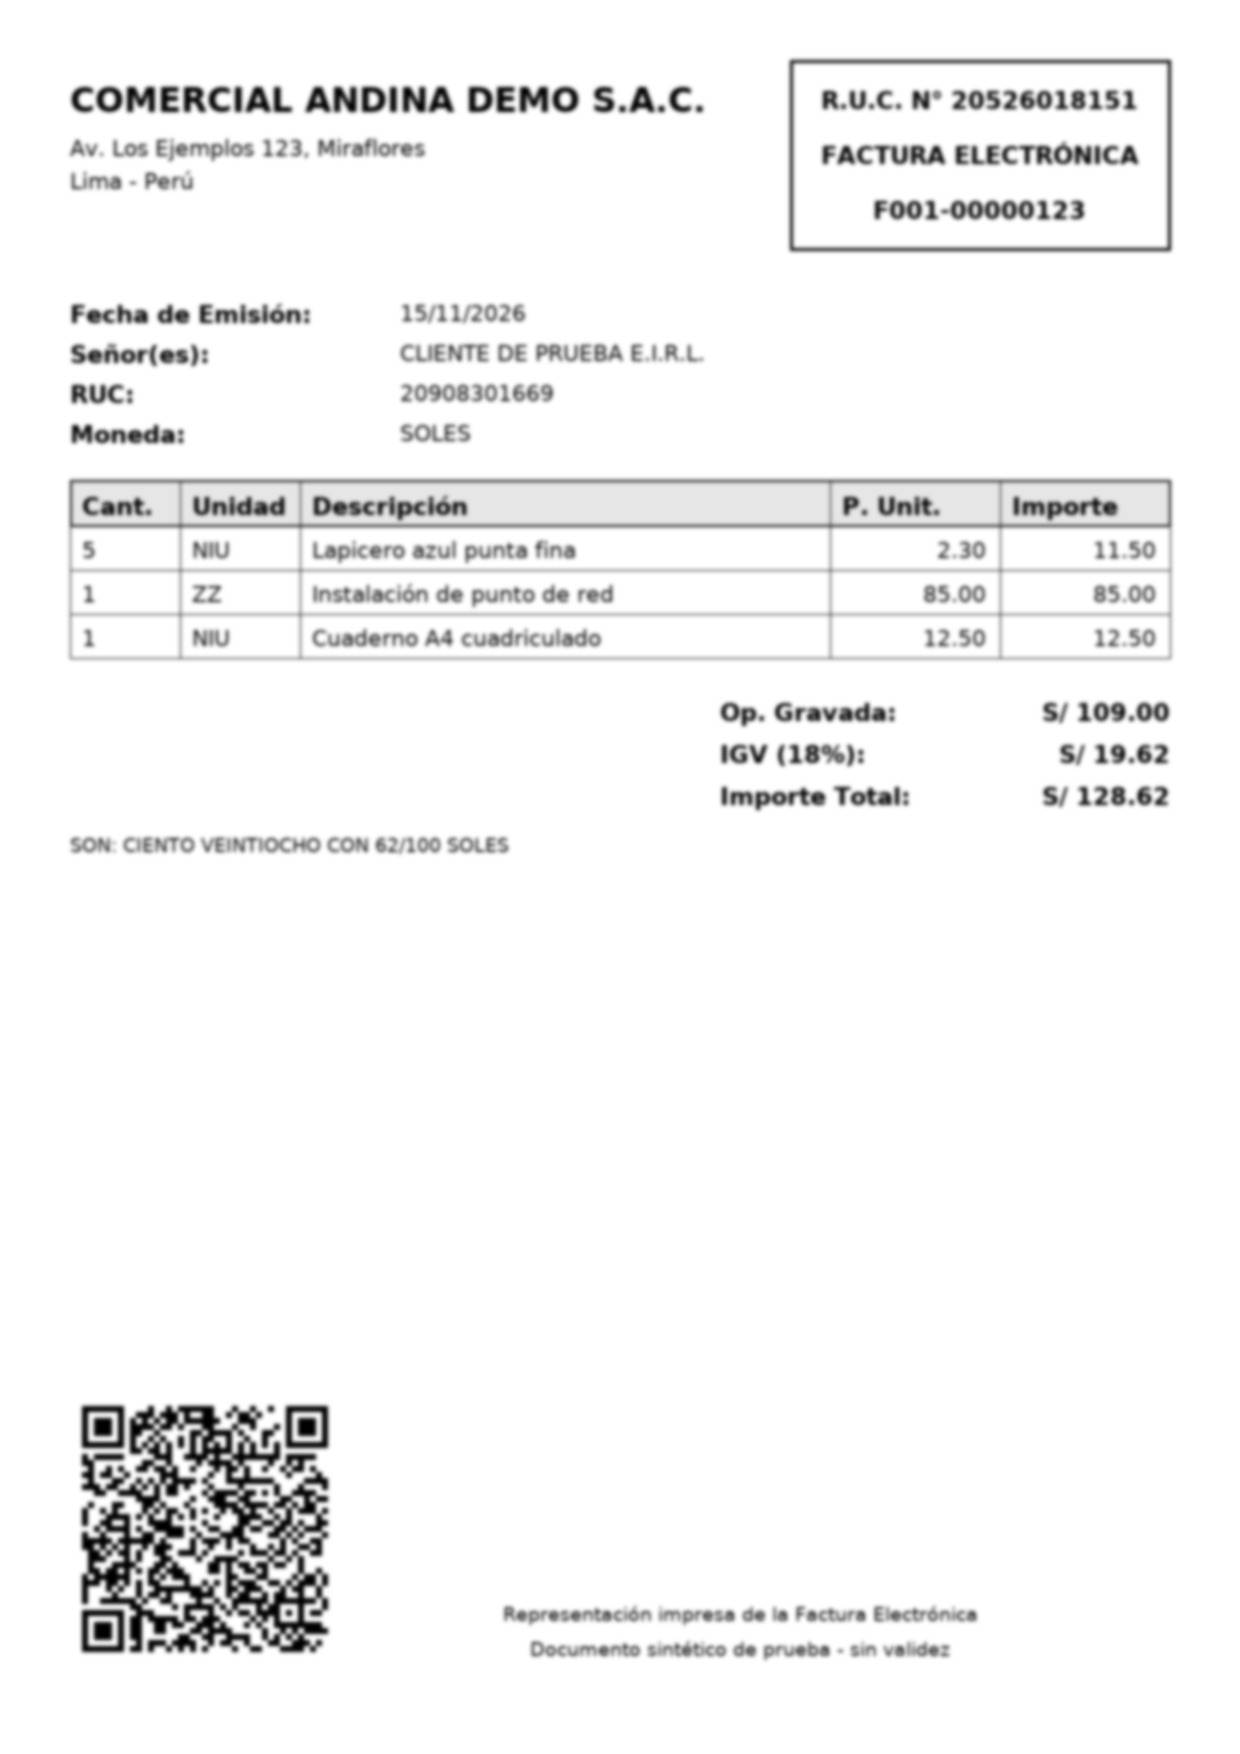 COMERCIAL ANDINA DEMO S.A.C.
Av. Los Ejemplos 123, Miraflores
Lima - Perú
R.U.C. N° 20526018151
FACTURA ELECTRÓNICA
F001-00000123
Fecha de Emisión: 15/11/2026
Señor(es): CLIENTE DE PRUEBA E.I.R.L.
RUC: 20908301669
Moneda: SOLES
Cant. Unidad Descripción P. Unit. Importe
5 NIU Lapicero azul punta fina 2.30 11.50
1 ZZ Instalación de punto de red 85.00 85.00
1 NIU Cuaderno A4 cuadriculado 12.50 12.50
Op. Gravada: S/ 109.00
IGV (18%): S/ 19.62
Importe Total: S/ 128.62
SON: CIENTO VEINTIOCHO CON 62/100 SOLES
Representación impresa de la Factura Electrónica
Documento sintético de prueba - sin validez